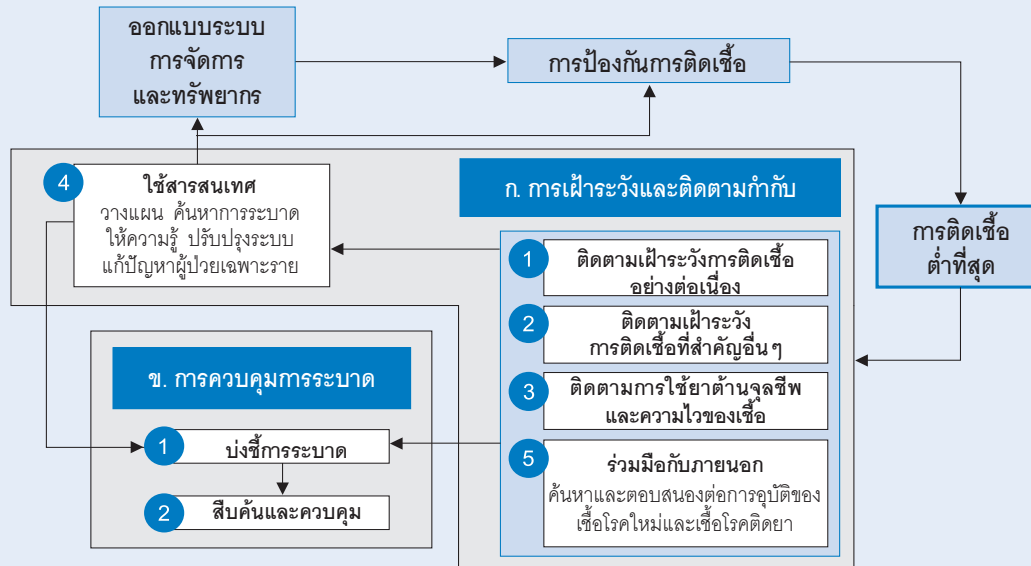 ออกแบบระบบ
การจัดการ
และทรัพยากร
การป้องกันการติดเชื้อ
การติดเชื้อ
ต่ำที่สุด
4
ใช้สารสนเทศ
วางแผน ค้นหาการระบาด
ให้ความรู้ ปรับปรุงระบบ
แก้ปัญหาผู้ป่วยเฉพาะราย
ก. การเฝ้าระวังและติดตามกำกับ
1
ติดตามเฝ้าระวังการติดเชื้อ
อย่างต่อเนื่อง
2
ติดตามเฝ้าระวัง
การติดเชื้อที่สำคัญอื่นๆ
3
ติดตามการใช้ยาต้านจุลชีพ
และความไวของเชื้อ
5
ร่วมมือกับภายนอก
ค้นหาและตอบสนองต่อการอุบัติของ
เชื้อโรคใหม่และเชื้อโรคติดยา
ข. การควบคุมการระบาด
1
บ่งชี้การระบาด
2
สืบค้นและควบคุม